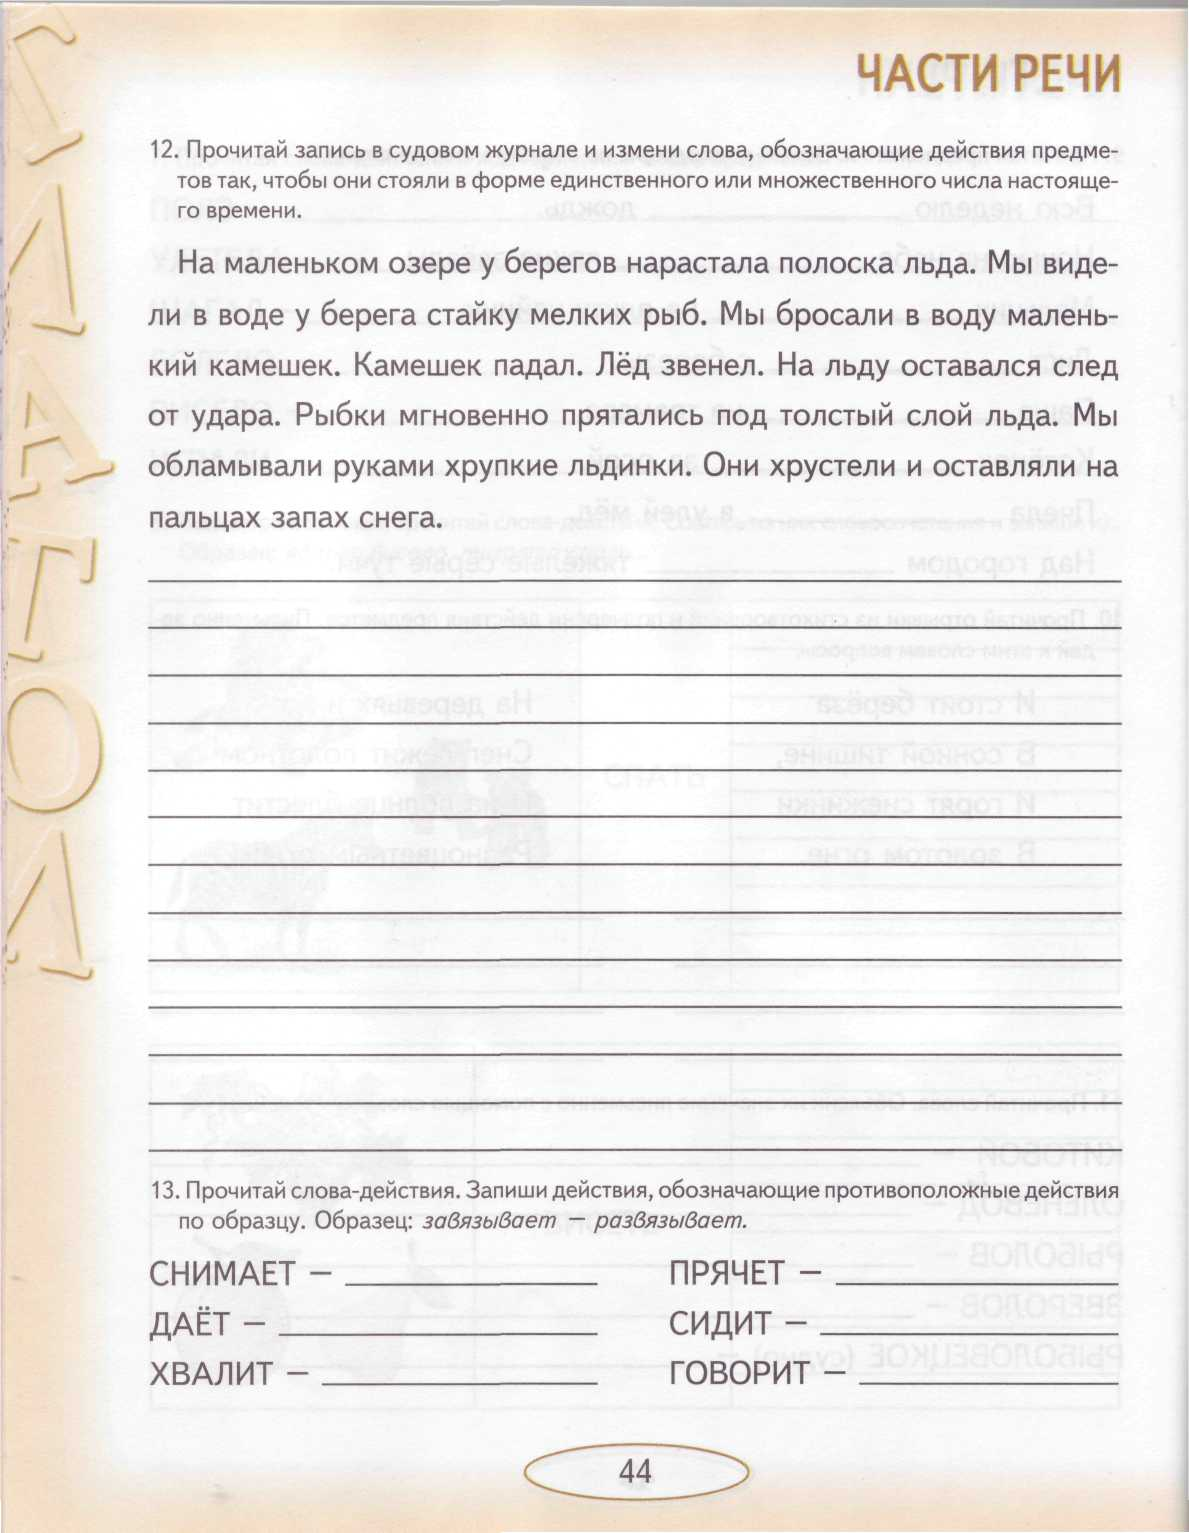 ГЛАГОЛ
ЧАСТИ РЕЧИ
12. Прочитай запись в судовом журнале и измени слова, обозначающие действия предме-
тов так, чтобы они стояли в форме единственного или множественного числа настояще-
го времени.
На маленьком озере у берегов нарастала полоска льда. Мы виде-
ли в воде у берега стайку мелких рыб. Мы бросали в воду малень-
кий камешек. Камешек падал. Лёд звенел. На льду оставался след
от удара. Рыбки мгновенно прятались под толстый слой льда. Мы
обламывали руками хрупкие льдинки. Они хрустели и оставляли на
пальцах запах снега.
13. Прочитай слова-действия. Запиши действия, обозначающие противоположные действия
по образцу. Образец: завязывает — развязывает.
СНИМАЕТ — ПРЯЧЕТ —
ДАЁТ — СИДИТ —
ХВАЛИТ — ГОВОРИТ —
44